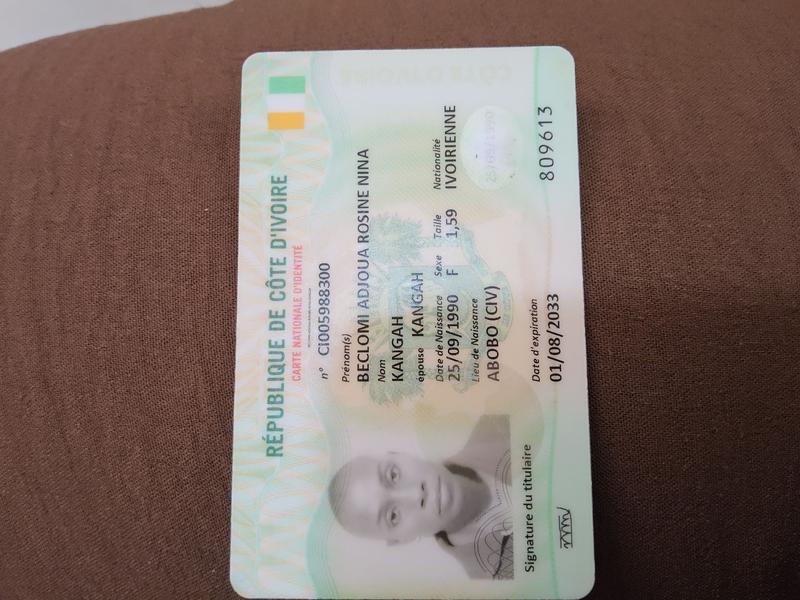 RÉPUBLIQUE DE CÔTE D'IVOIRE
CARTE NATIONALE D'IDENTITÉ
n° CI005988300
Prénom(s)
BECLOMI ADJOUA ROSINE NINA
Nom
KANGAH
épouse KANGAH
Date de Naissance Sexe Taille Nationalité
25/09/1990 F 1,59 IVOIRIENNE
Lieu de Naissance
ABOBO (CIV)
Date d'expiration
01/08/2033
809613
Signature du titulaire